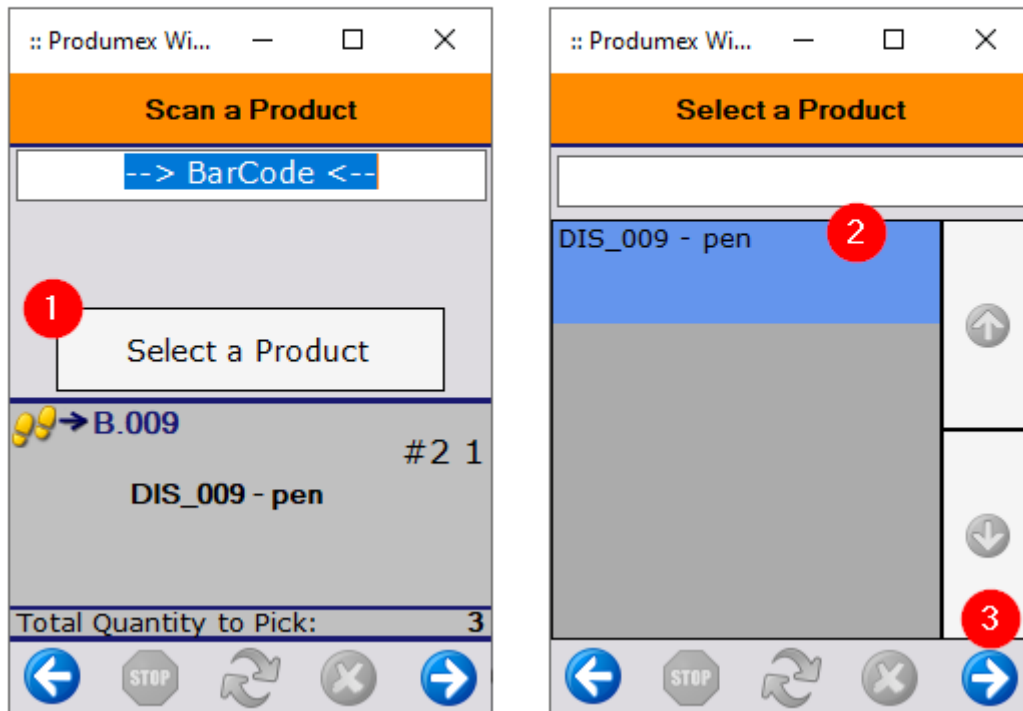 :: Produmex Wi...
Scan a Product
--> BarCode <--
1
Select a Product
B.009
#2 1
DIS_009 - pen
Total Quantity to Pick: 3
STOP
:: Produmex Wi...
Select a Product
DIS_009 - pen
2
3
STOP